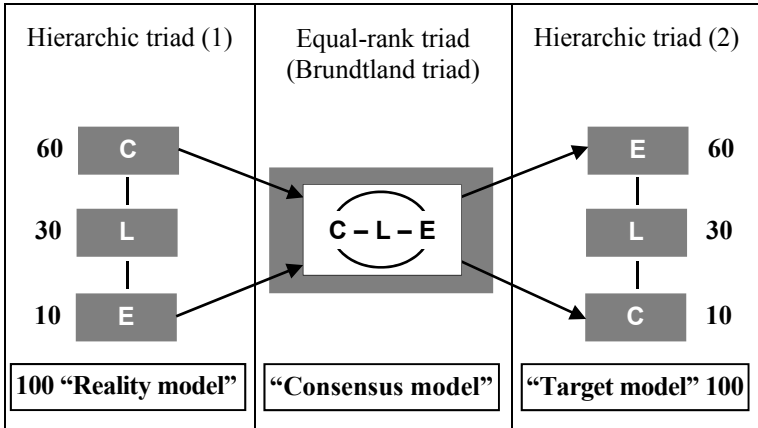 Hierarchic triad (1)
60 C
30 L
10 E
100 “Reality model”
Equal-rank triad
(Brundtland triad)
C – L – E
“Consensus model”
Hierarchic triad (2)
E 60
L 30
C 10
“Target model” 100